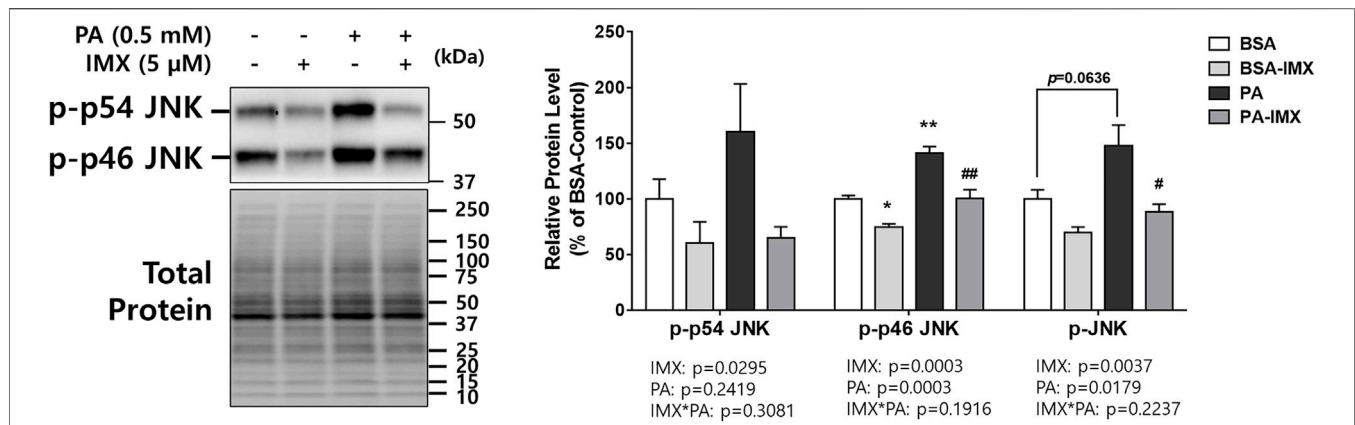 PA (0.5 mM) - - + +
IMX (5 µM) - + - + (kDa)
p-p54 JNK
50
p-p46 JNK
37
250
150
100
75
Total
Protein
50
37
25
20
15
10
Relative Protein Level
(% of BSA-Control)
250
200
150
100
50
0
*
**
##
p=0.0636
#
BSA
BSA-IMX
PA
PA-IMX
p-p54 JNK
p-p46 JNK
p-JNK
IMX: p=0.0295
PA: p=0.2419
IMX*PA: p=0.3081
IMX: p=0.0003
PA: p=0.0003
IMX*PA: p=0.1916
IMX: p=0.0037
PA: p=0.0179
IMX*PA: p=0.2237